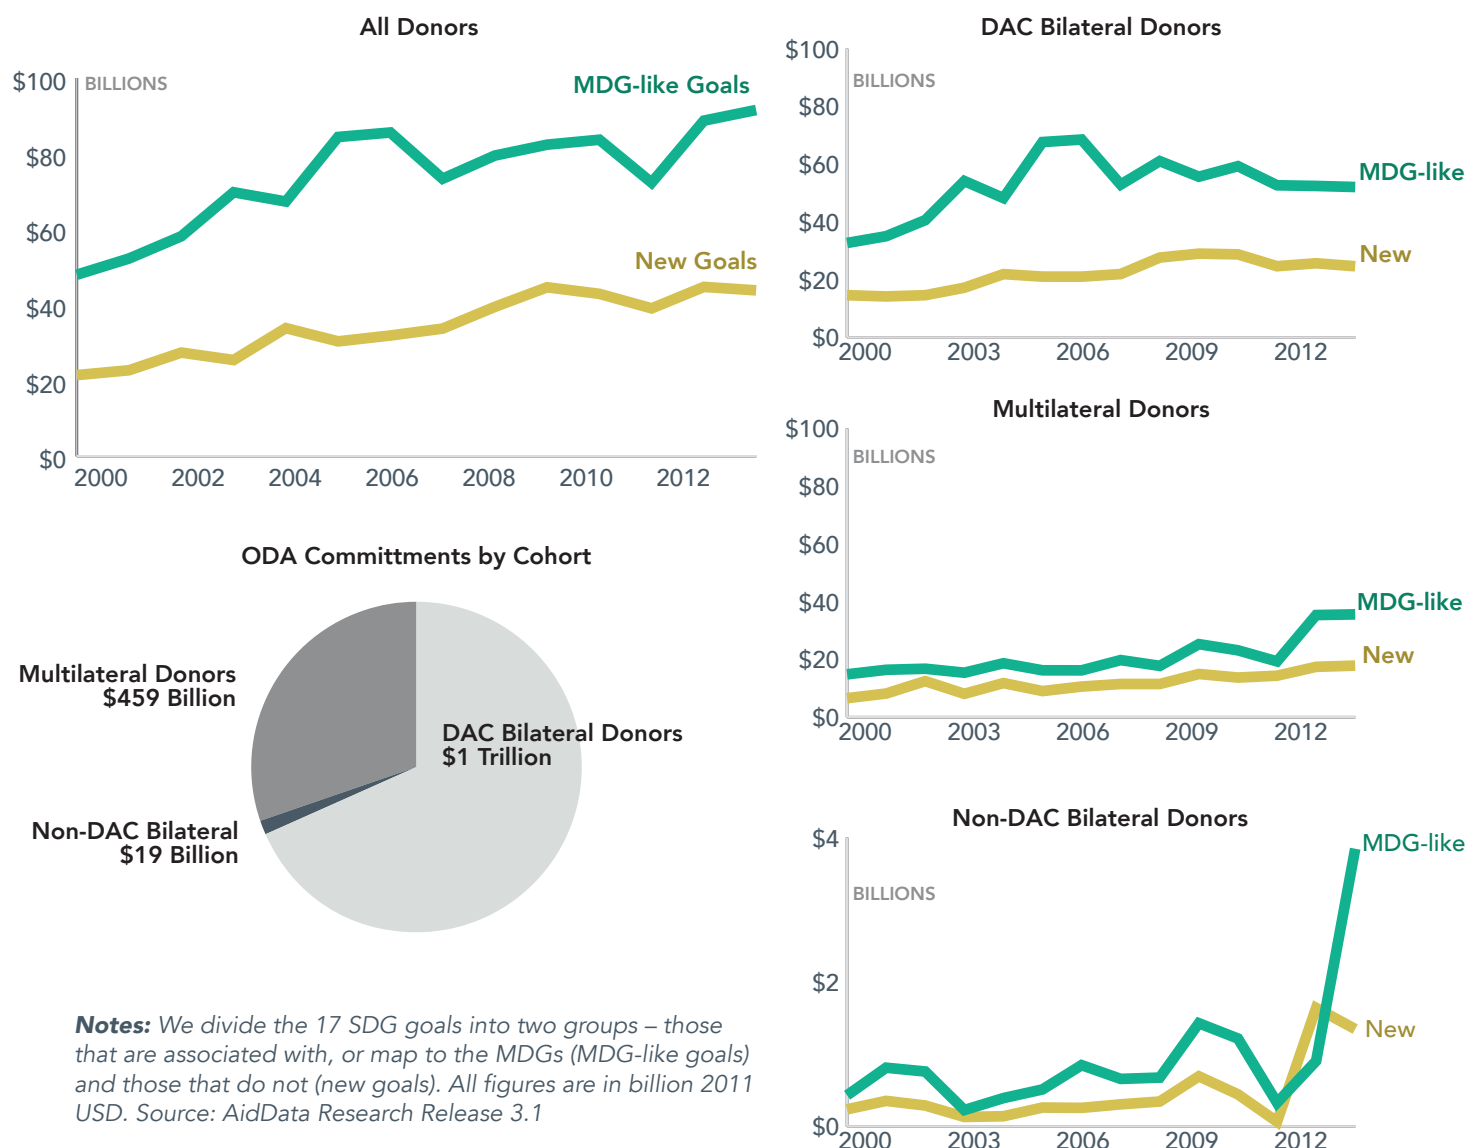 All Donors
$100
BILLIONS
MDG-like Goals
$80
$60
New Goals
$40
$20
$0
2000
2002
2004
2006
2008
2010
2012
ODA Committments by Cohort
Multilateral Donors
$459 Billion
DAC Bilateral Donors
$1 Trillion
Non-DAC Bilateral
$19 Billion
Notes: We divide the 17 SDG goals into two groups – those
that are associated with, or map to the MDGs (MDG-like goals)
and those that do not (new goals). All figures are in billion 2011
USD. Source: AidData Research Release 3.1
DAC Bilateral Donors
$100
BILLIONS
$80
$60
MDG-like
$40
New
$20
$0
2000
2003
2006
2009
2012
Multilateral Donors
$100
BILLIONS
$80
$60
$40
MDG-like
New
$20
$0
2000
2003
2006
2009
2012
Non-DAC Bilateral Donors
$4
MDG-like
BILLIONS
$2
New
$0
2000
2003
2006
2009
2012